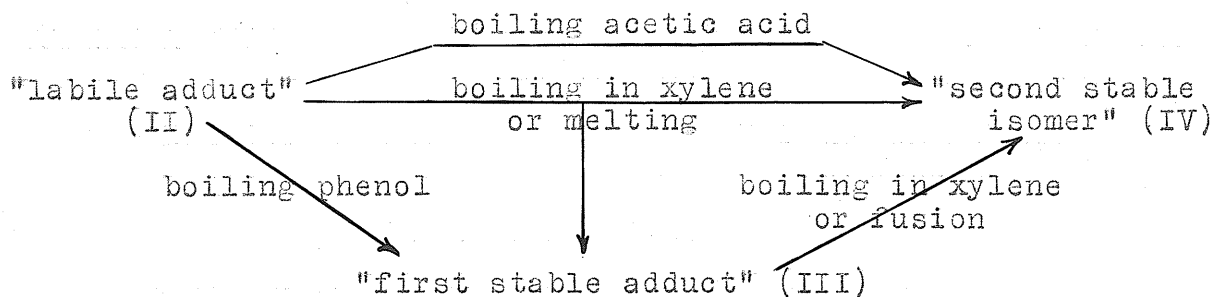 boiling acetic acid
"labile adduct" boiling in xylene "second stable
(II) or melting isomer" (IV)
boiling phenol boiling in xylene
or fusion
"first stable adduct" (III)